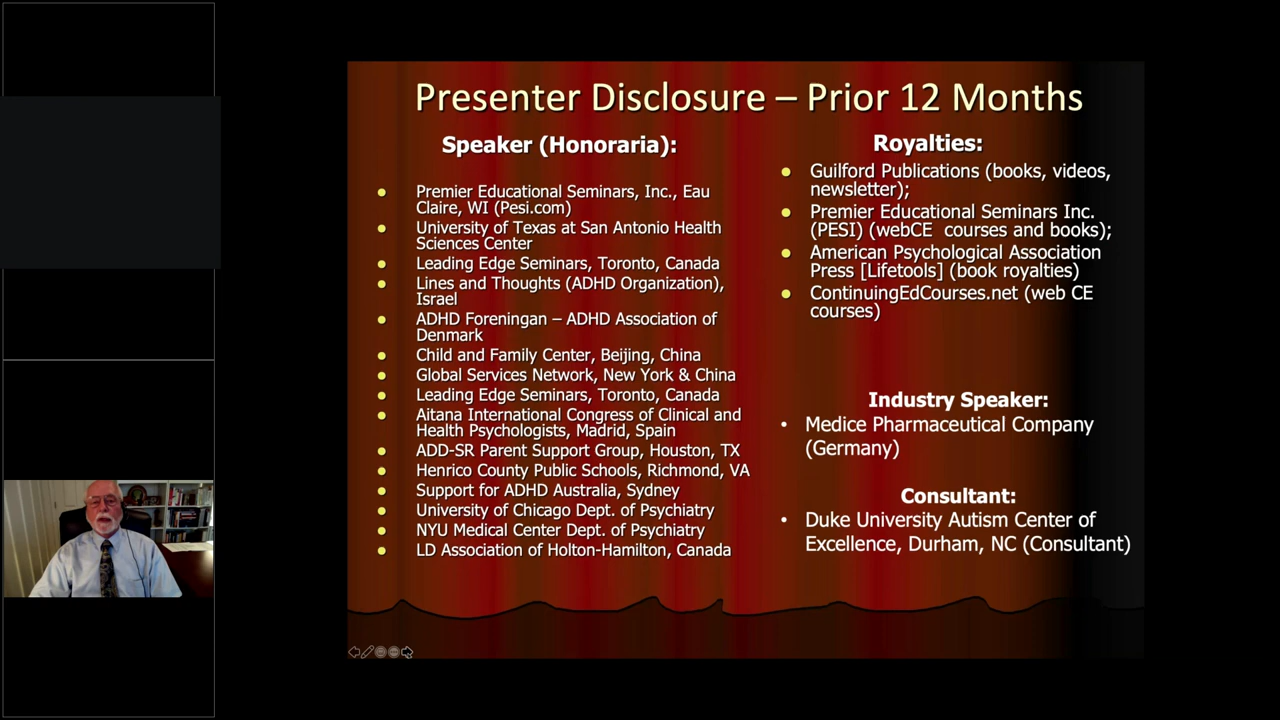 Presenter Disclosure – Prior 12 Months
Speaker (Honoraria):
Premier Educational Seminars, Inc., Eau
Claire, WI (Pesi.com)
University of Texas at San Antonio Health
Sciences Center
Leading Edge Seminars, Toronto, Canada
Lines and Thoughts (ADHD Organization),
Israel
ADHD Foreningan – ADHD Association of
Denmark
Child and Family Center, Beijing, China
Global Services Network, New York & China
Leading Edge Seminars, Toronto, Canada
Aitana International Congress of Clinical and
Health Psychologists, Madrid, Spain
ADD-SR Parent Support Group, Houston, TX
Henrico County Public Schools, Richmond, VA
Support for ADHD Australia, Sydney
University of Chicago Dept. of Psychiatry
NYU Medical Center Dept. of Psychiatry
LD Association of Holton-Hamilton, Canada
Royalties:
Guilford Publications (books, videos,
newsletter);
Premier Educational Seminars Inc.
(PESI) (webCE courses and books);
American Psychological Association
Press [Lifetools] (book royalties)
ContinuingEdCourses.net (web CE
courses)
Industry Speaker:
Medice Pharmaceutical Company
(Germany)
Consultant:
Duke University Autism Center of
Excellence, Durham, NC (Consultant)